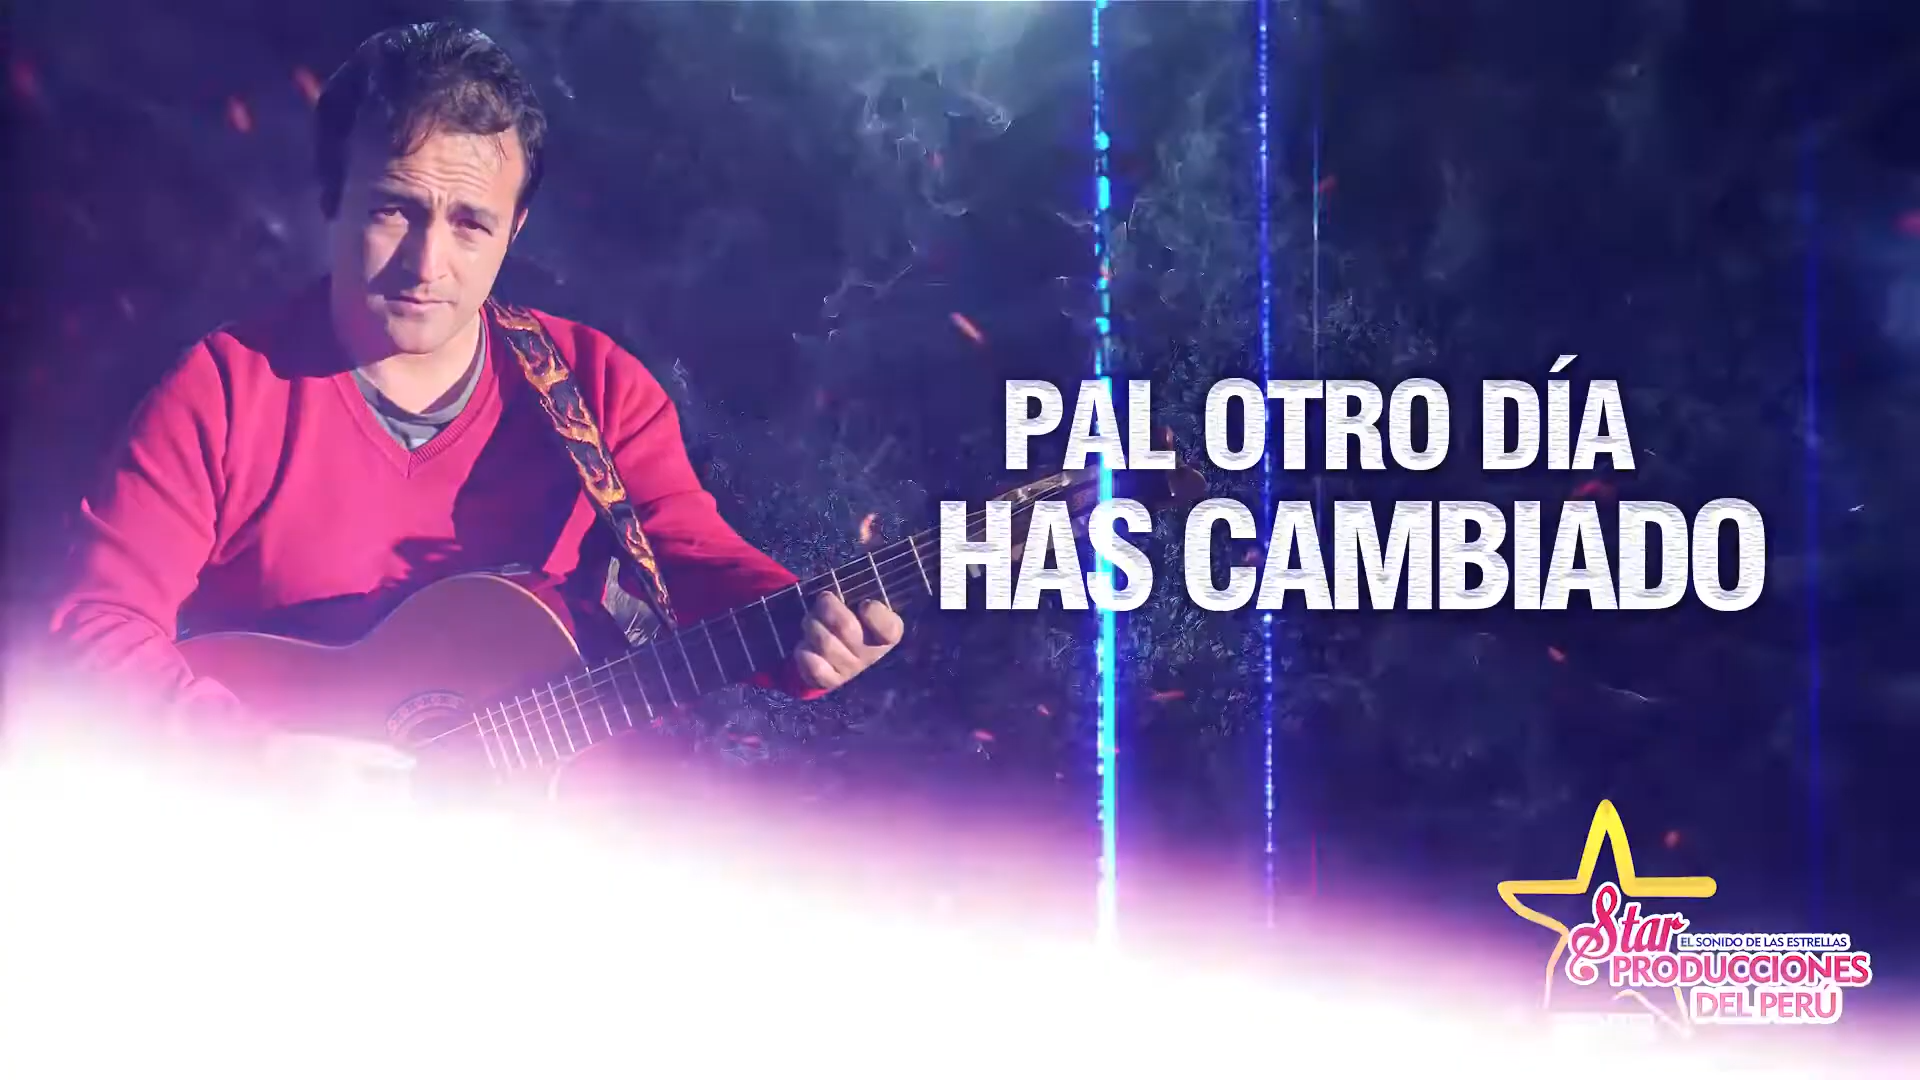 PAL OTRO DÍA
HAS CAMBIADO
Star
EL SONIDO DE LAS ESTRELLAS
PRODUCCIONES
DEL PERÚ